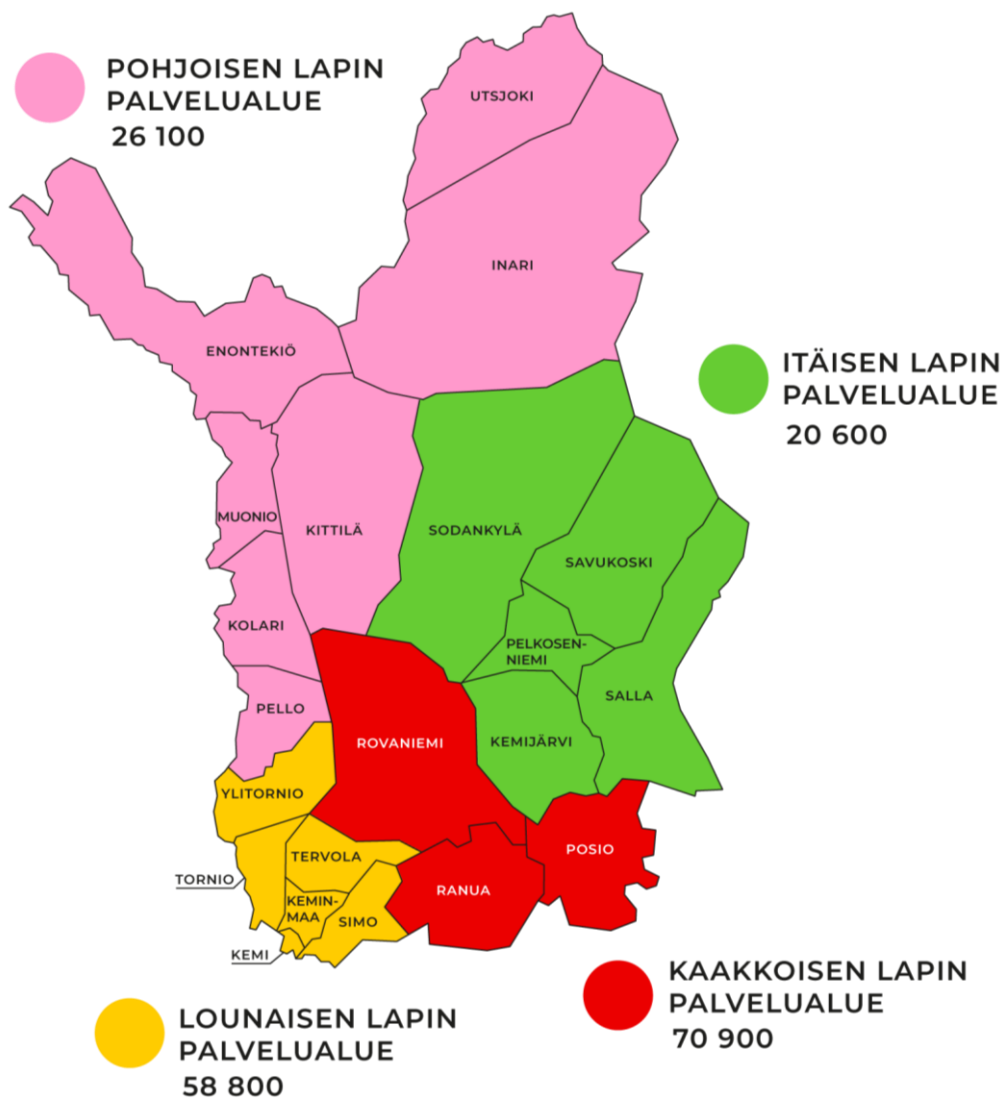 POHJOISEN LAPIN
PALVELUALUE
26 100
UTSJOKI
INARI
ENONTEKIÖ
ITÄISEN LAPIN
PALVELUALUE
20 600
MUONIO
KITTILÄ
SODANKYLÄ
SAVUKOSKI
KOLARI
PELKOSEN-
NIEMI
SALLA
PELLO
ROVANIEMI
KEMIJÄRVI
YLITORNIO
TERVOLA
POSIO
TORNIO
RANUA
KEMIN-
MAA
SIMO
KEMI
KAAKKOISEN LAPIN
PALVELUALUE
70 900
LOUNAISEN LAPIN
PALVELUALUE
58 800